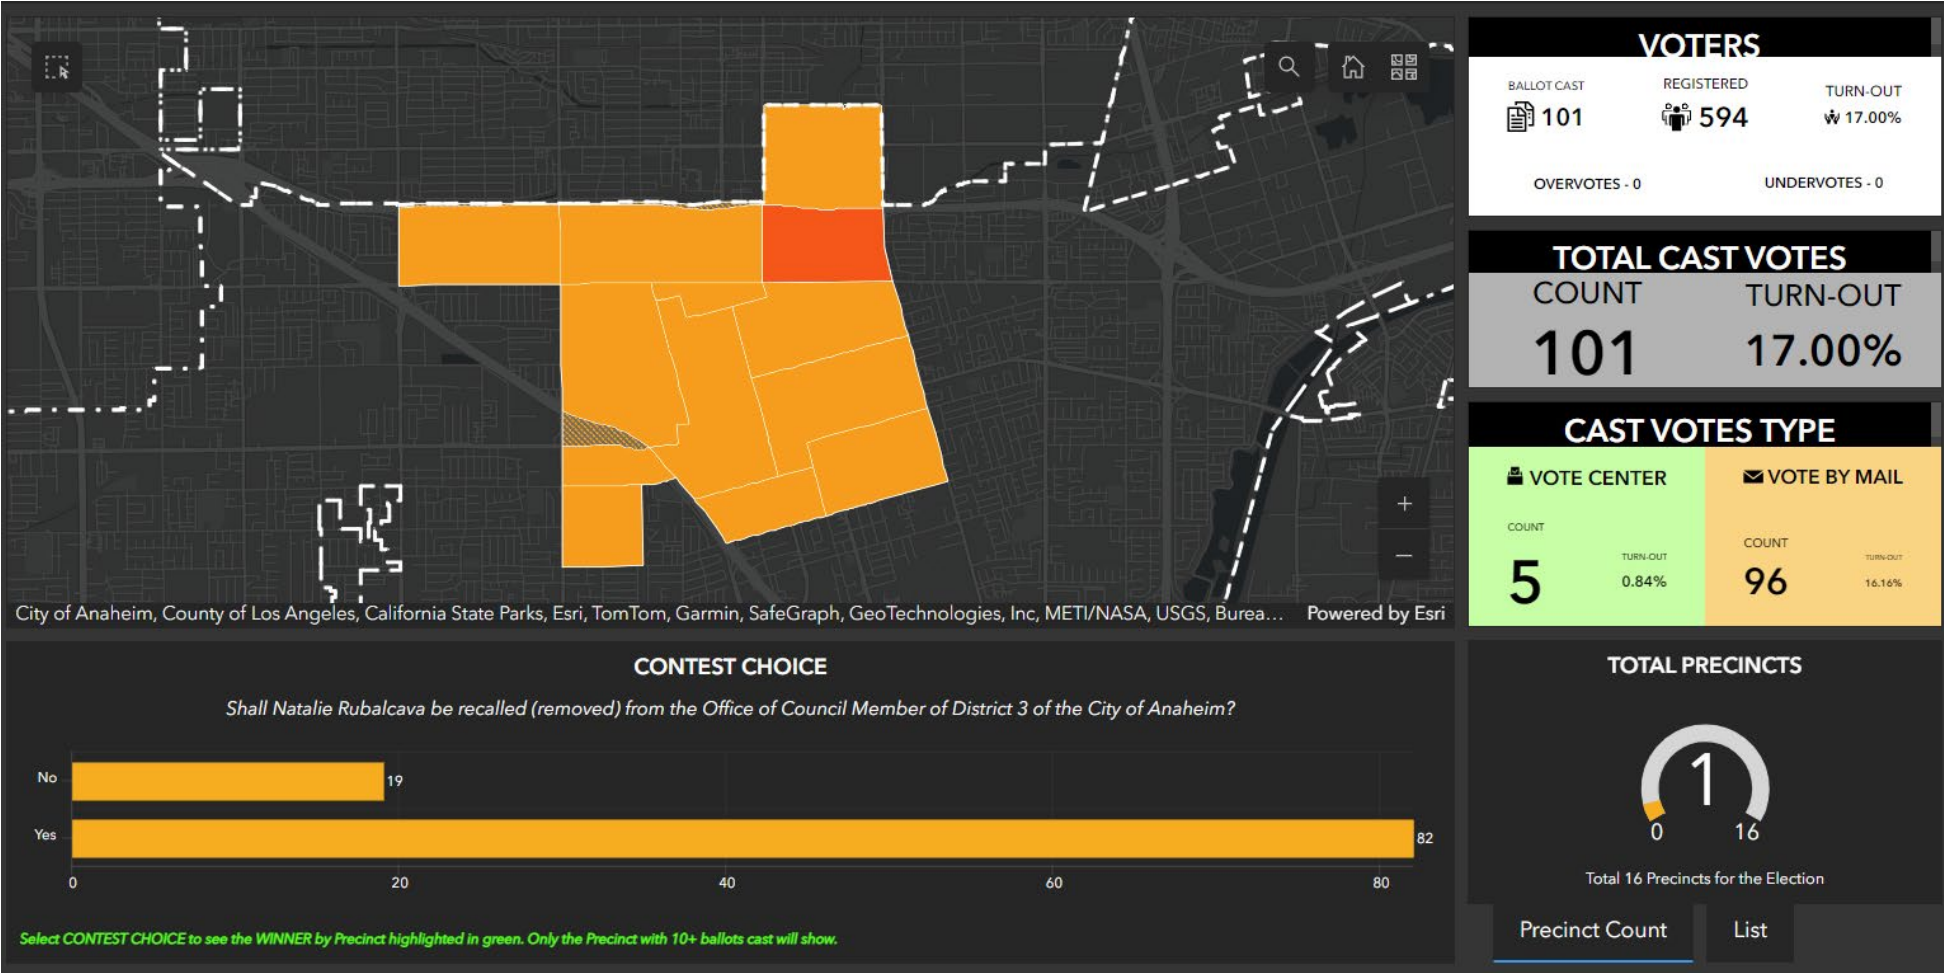 VOTERS
BALLOT CAST
101
REGISTERED
594
TURN-OUT
17.00%
OVERVOTES - 0
UNDERVOTES - 0
TOTAL CAST VOTES
COUNT
101
TURN-OUT
17.00%
CAST VOTES TYPE
VOTE CENTER
COUNT
5
TURN-OUT
0.84%
VOTE BY MAIL
COUNT
96
TURN-OUT
16.16%
+
−
City of Anaheim, County of Los Angeles, California State Parks, Esri, TomTom, Garmin, SafeGraph, GeoTechnologies, Inc, METI/NASA, USGS, Burea...
Powered by Esri
CONTEST CHOICE
Shall Natalie Rubalcava be recalled (removed) from the Office of Council Member of District 3 of the City of Anaheim?
No
19
Yes
82
0 20 40 60 80
Select CONTEST CHOICE to see the WINNER by Precinct highlighted in green. Only the Precinct with 10+ ballots cast will show.
TOTAL PRECINCTS
1
0 16
Total 16 Precincts for the Election
Precinct Count
List